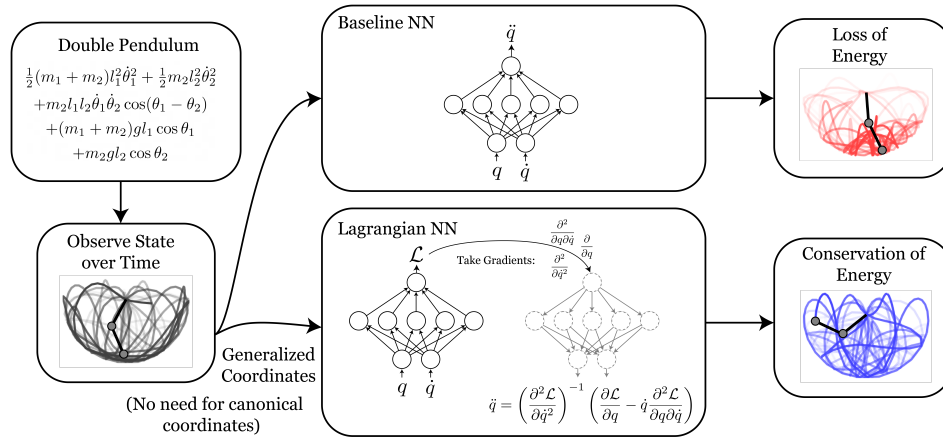 Double Pendulum
½(m₁ + m₂)l₁²θ̇₁² + ½m₂l₂²θ̇₂²
+m₂l₁l₂θ̇₁θ̇₂ cos(θ₁ − θ₂)
+(m₁ + m₂)gl₁ cos θ₁
+m₂gl₂ cos θ₂
Observe State
over Time
Generalized
Coordinates
(No need for canonical
coordinates)
Baseline NN
q̈
q q̇
Loss of
Energy
Lagrangian NN
ℒ
Take Gradients:
∂²/∂q∂q̇ ∂/∂q
∂²/∂q̇²
q q̇
q̈ = (∂²ℒ/∂q̇²)⁻¹ (∂ℒ/∂q − q̇ ∂²ℒ/∂q∂q̇)
Conservation of
Energy